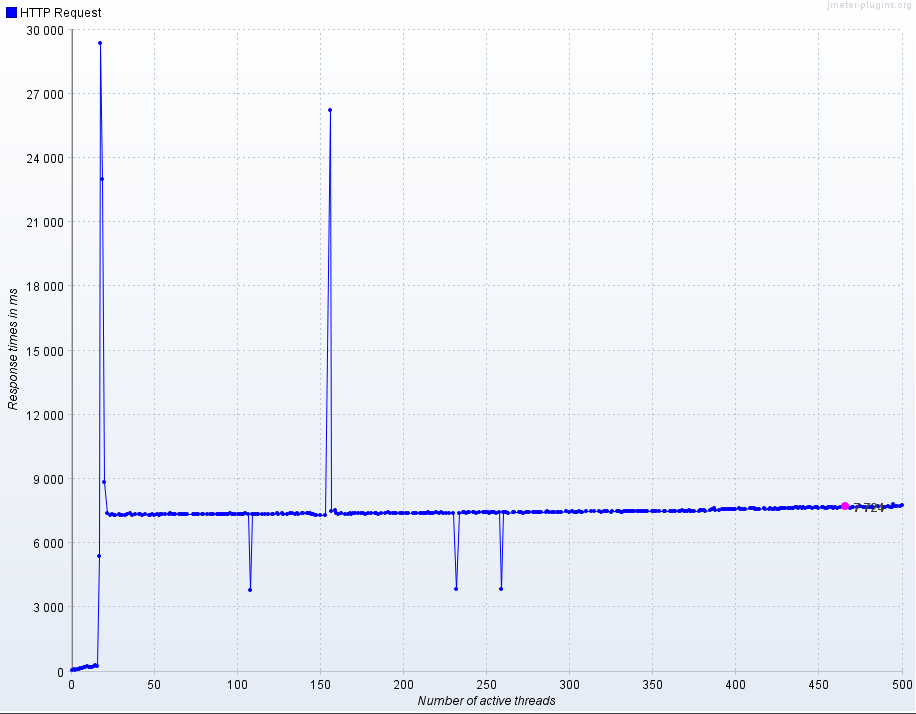 jmeter-plugins.org
HTTP Request
30 000
27 000
24 000
21 000
18 000
15 000
12 000
9 000
6 000
3 000
0
Response times in ms
7 724
0 50 100 150 200 250 300 350 400 450 500
Number of active threads